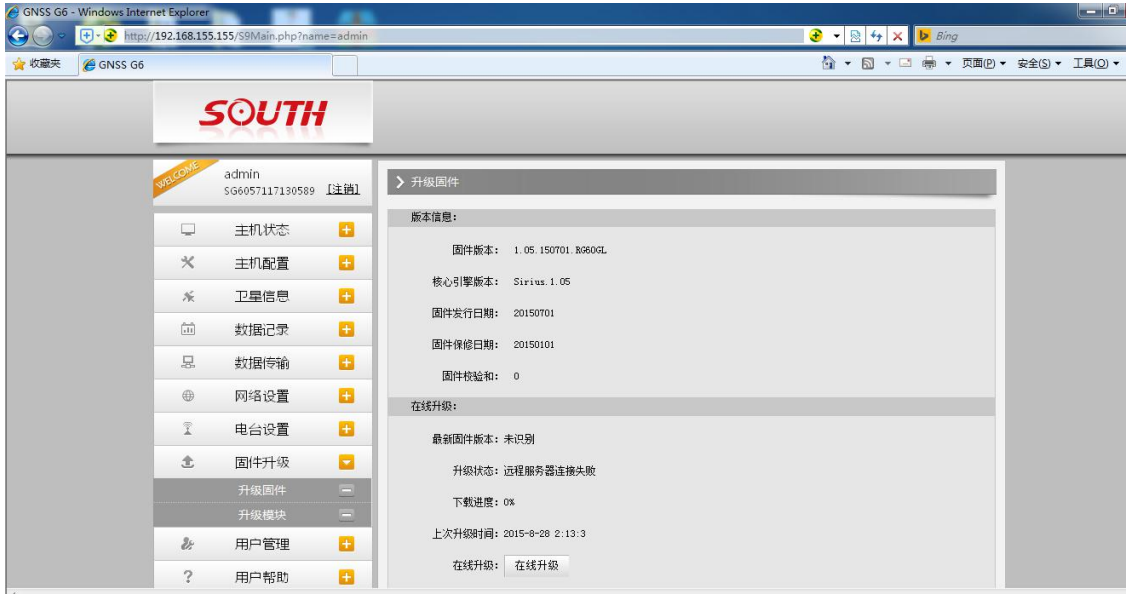 GNSS G6 - Windows Internet Explorer
http://192.168.155.155/S9Main.php?name=admin
Bing
收藏夹 GNSS G6 页面(P) 安全(S) 工具(O)
SOUTH
WELCOME
admin
SG6057117130589 [注销]
主机状态
主机配置
卫星信息
数据记录
数据传输
网络设置
电台设置
固件升级
升级固件
升级模块
用户管理
用户帮助
升级固件
版本信息:
固件版本: 1.05.150701.RG60GL
核心引擎版本: Sirius.1.05
固件发行日期: 20150701
固件保修日期: 20150101
固件校验和: 0
在线升级:
最新固件版本: 未识别
升级状态: 远程服务器连接失败
下载进度: 0%
上次升级时间: 2015-8-28 2:13:3
在线升级: 在线升级